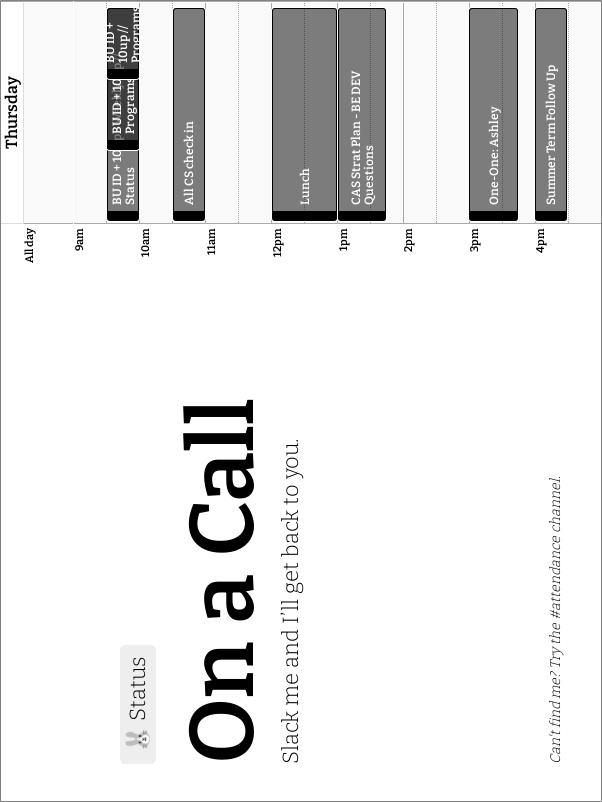 Status
On a Call
Slack me and I'll get back to you.
Can't find me? Try the #attendance channel.
Thursday
All day
9am
10am
11am
12pm
1pm
2pm
3pm
4pm
BU ID + 10
Status
BU ID + 10
Programs
BU ID +
10up //
Programs
All CS check in
Lunch
CAS Strat Plan - BE DEV
Questions
One-One: Ashley
Summer Term Follow Up